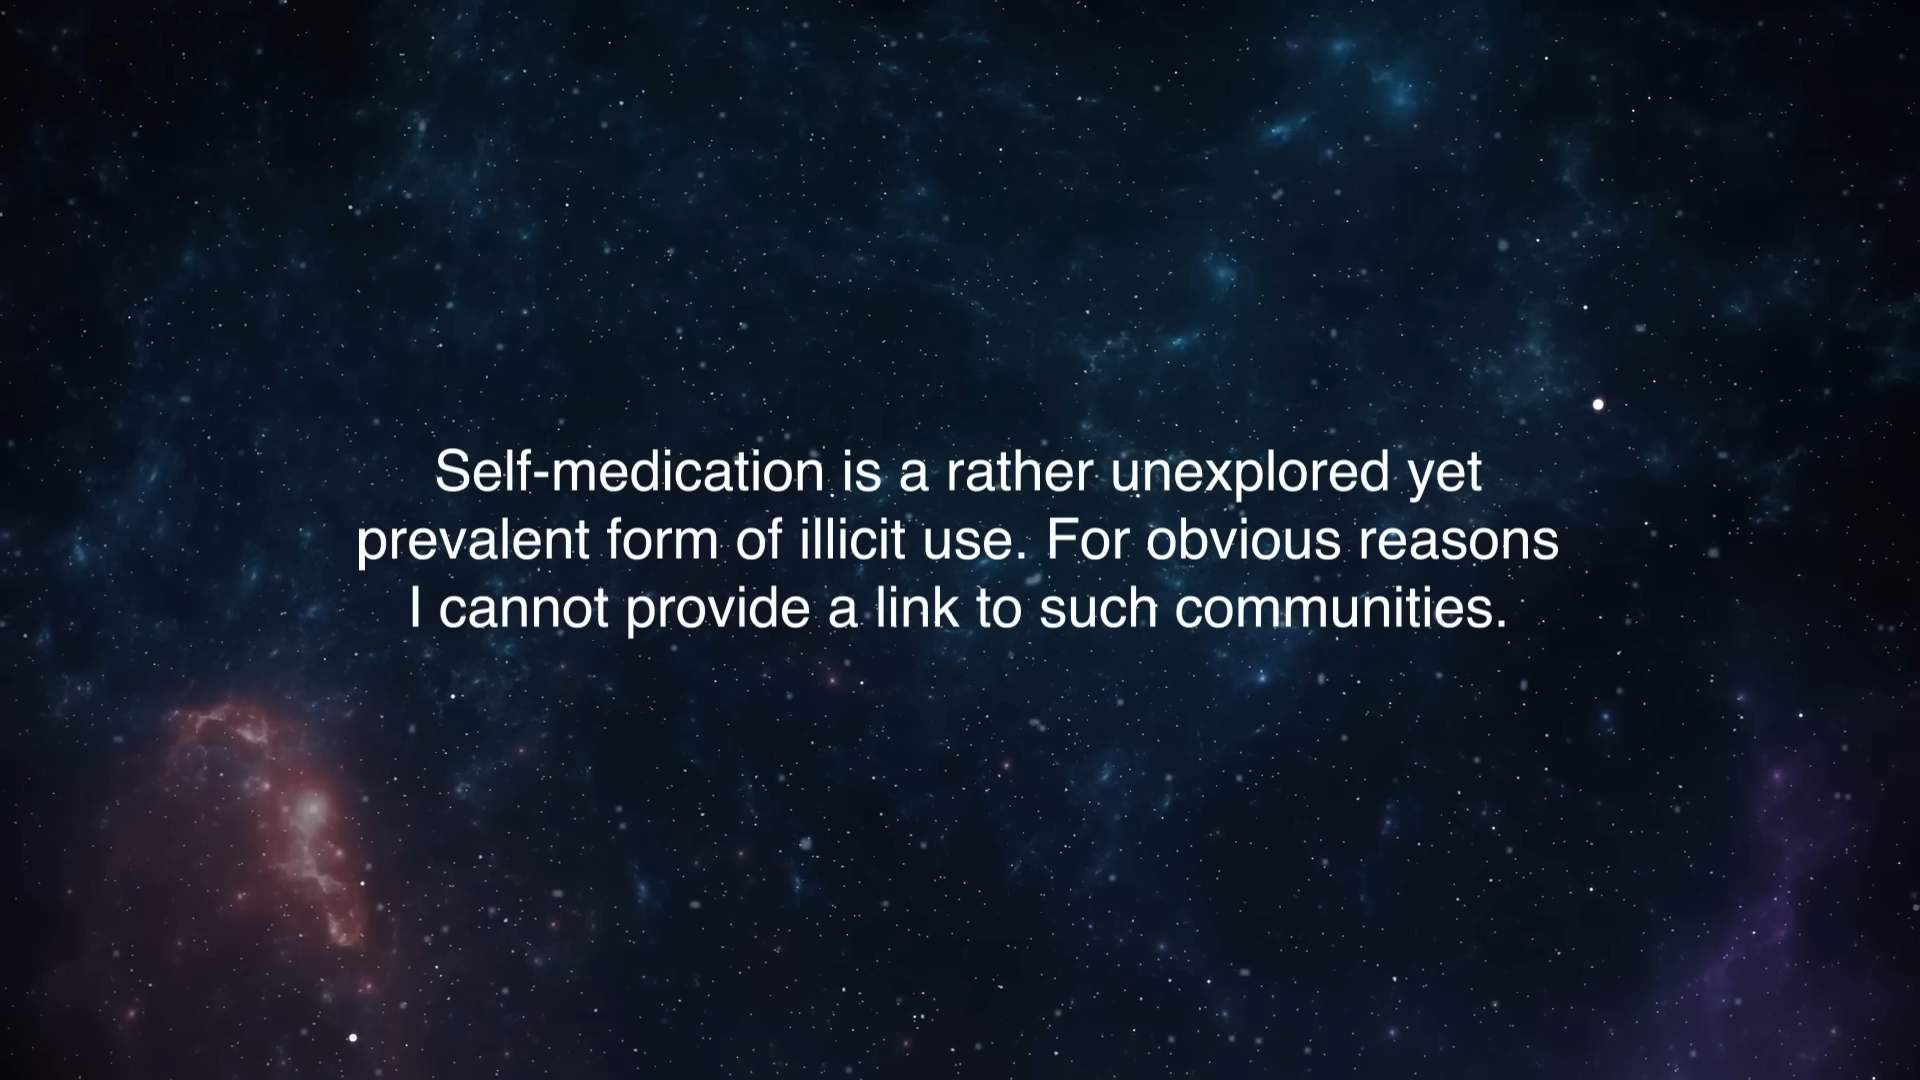 Self-medication is a rather unexplored yet
prevalent form of illicit use. For obvious reasons
I cannot provide a link to such communities.